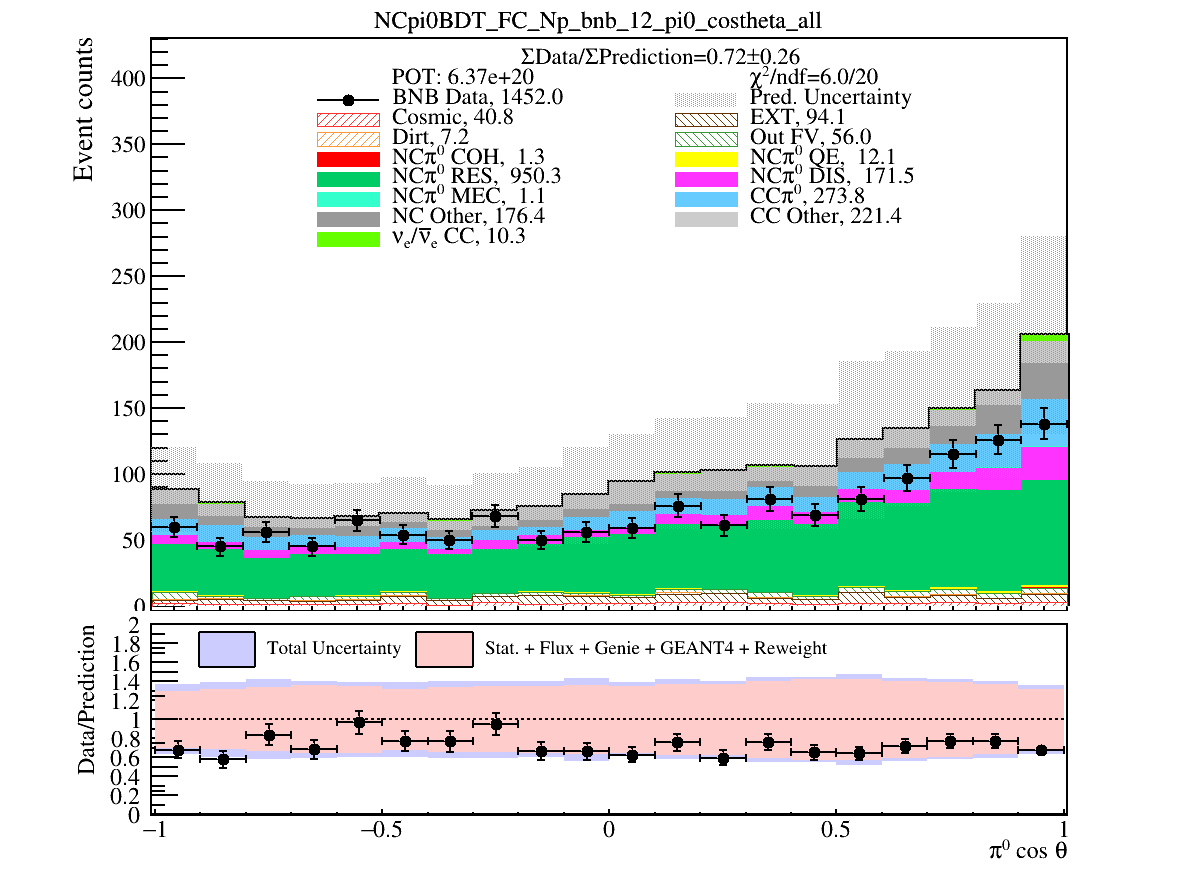 NCpi0BDT_FC_Np_bnb_12_pi0_costheta_all
ΣData/ΣPrediction=0.72±0.26
POT: 6.37e+20
χ²/ndf=6.0/20
BNB Data, 1452.0
Pred. Uncertainty
Cosmic, 40.8
EXT, 94.1
Dirt, 7.2
Out FV, 56.0
NCπ⁰ COH, 1.3
NCπ⁰ QE, 12.1
NCπ⁰ RES, 950.3
NCπ⁰ DIS, 171.5
NCπ⁰ MEC, 1.1
CCπ⁰, 273.8
NC Other, 176.4
CC Other, 221.4
νₑ/ν̅ₑ CC, 10.3
Event counts
400
350
300
250
200
150
100
50
0
Total Uncertainty
Stat. + Flux + Genie + GEANT4 + Reweight
Data/Prediction
2
1.8
1.6
1.4
1.2
1
0.8
0.6
0.4
0.2
0
−1 −0.5 0 0.5 1
π⁰ cos θ